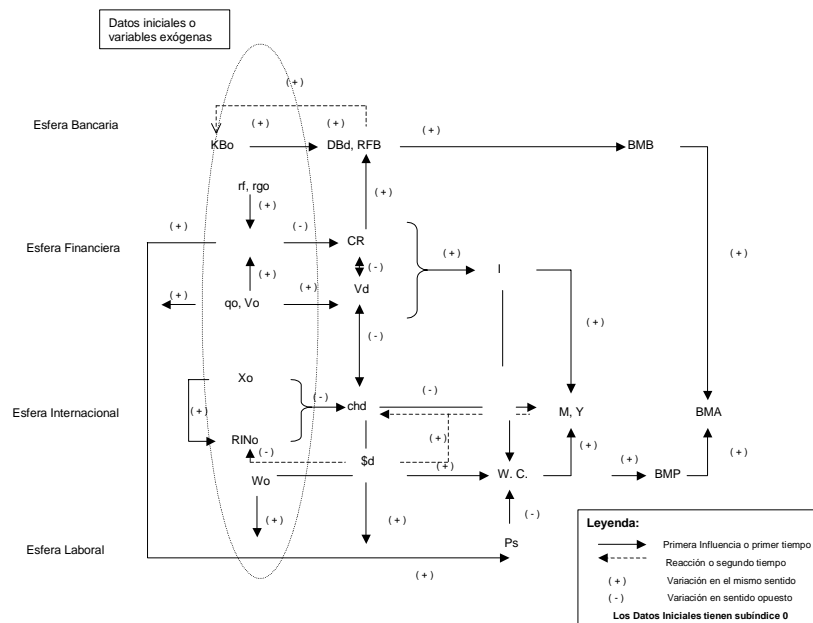 Datos iniciales o
variables exógenas
( + )
Esfera Bancaria
( + )
( + )
( + )
KBo
DBd, RFB
BMB
rf, rgo
( + )
( + )
( + )
( - )
Esfera Financiera
CR
( + )
I
( + )
( - )
( + )
( + )
Vd
qo, Vo
( + )
( - )
Xo
( - )
( - )
Esfera Internacional
( + )
chd
M, Y
BMA
RINo
( + )
( - )
$d
( + )
( + )
( + )
( + )
Wo
W. C.
BMP
( + )
( + )
( - )
Esfera Laboral
Ps
( + )
Leyenda:
Primera Influencia o primer tiempo
Reacción o segundo tiempo
( + ) Variación en el mismo sentido
( - ) Variación en sentido opuesto
Los Datos Iniciales tienen subíndice 0